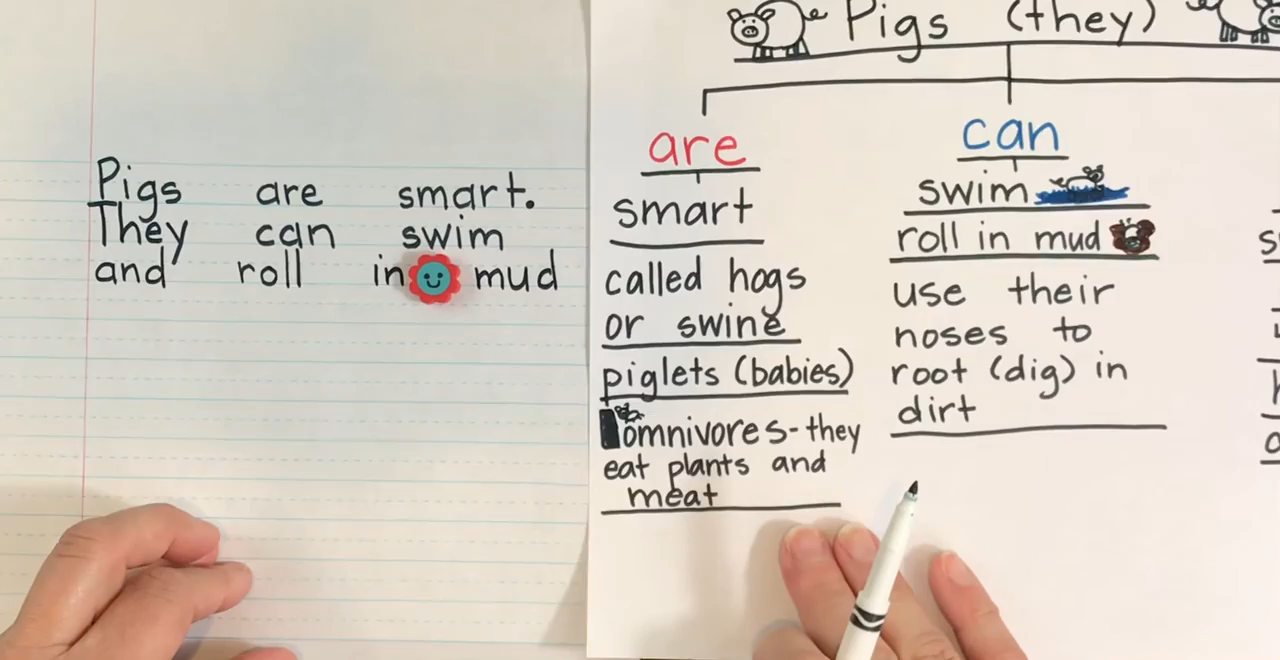 Pigs are smart.
They can swim
and roll in mud
Pigs (they)
are
smart
called hogs
or swine
piglets (babies)
omnivores-they
eat plants and
meat
can
swim
roll in mud
use their
noses to
root (dig) in
dirt